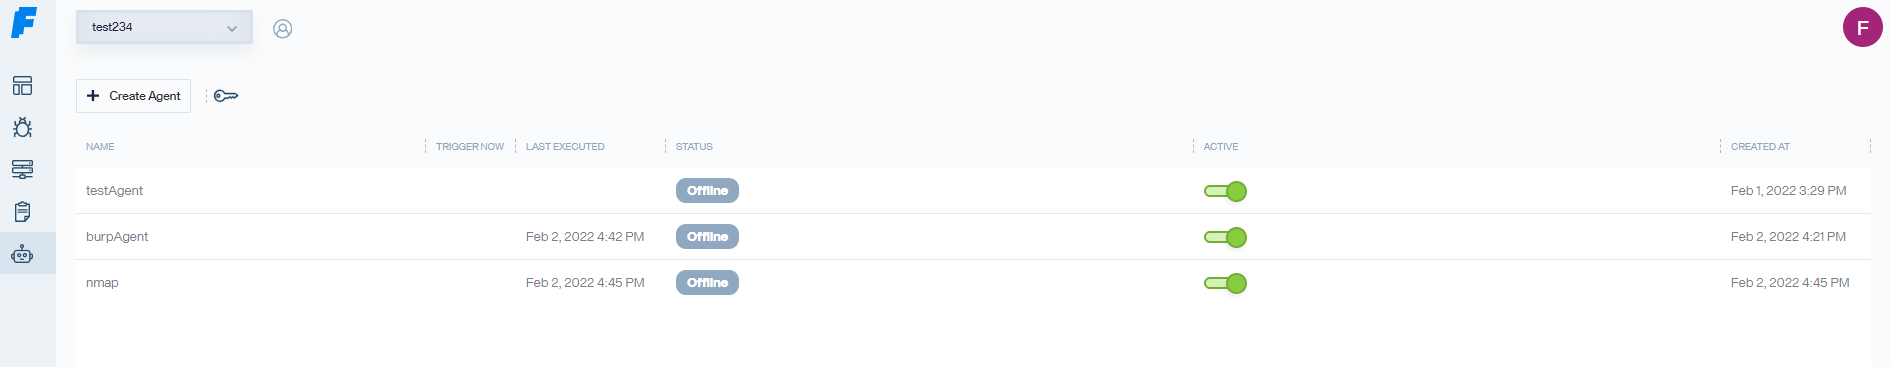 test234
F
Create Agent
NAME TRIGGER NOW LAST EXECUTED STATUS ACTIVE CREATED AT
testAgent Offline Feb 1, 2022 3:29 PM
burpAgent Feb 2, 2022 4:42 PM Offline Feb 2, 2022 4:21 PM
nmap Feb 2, 2022 4:45 PM Offline Feb 2, 2022 4:45 PM